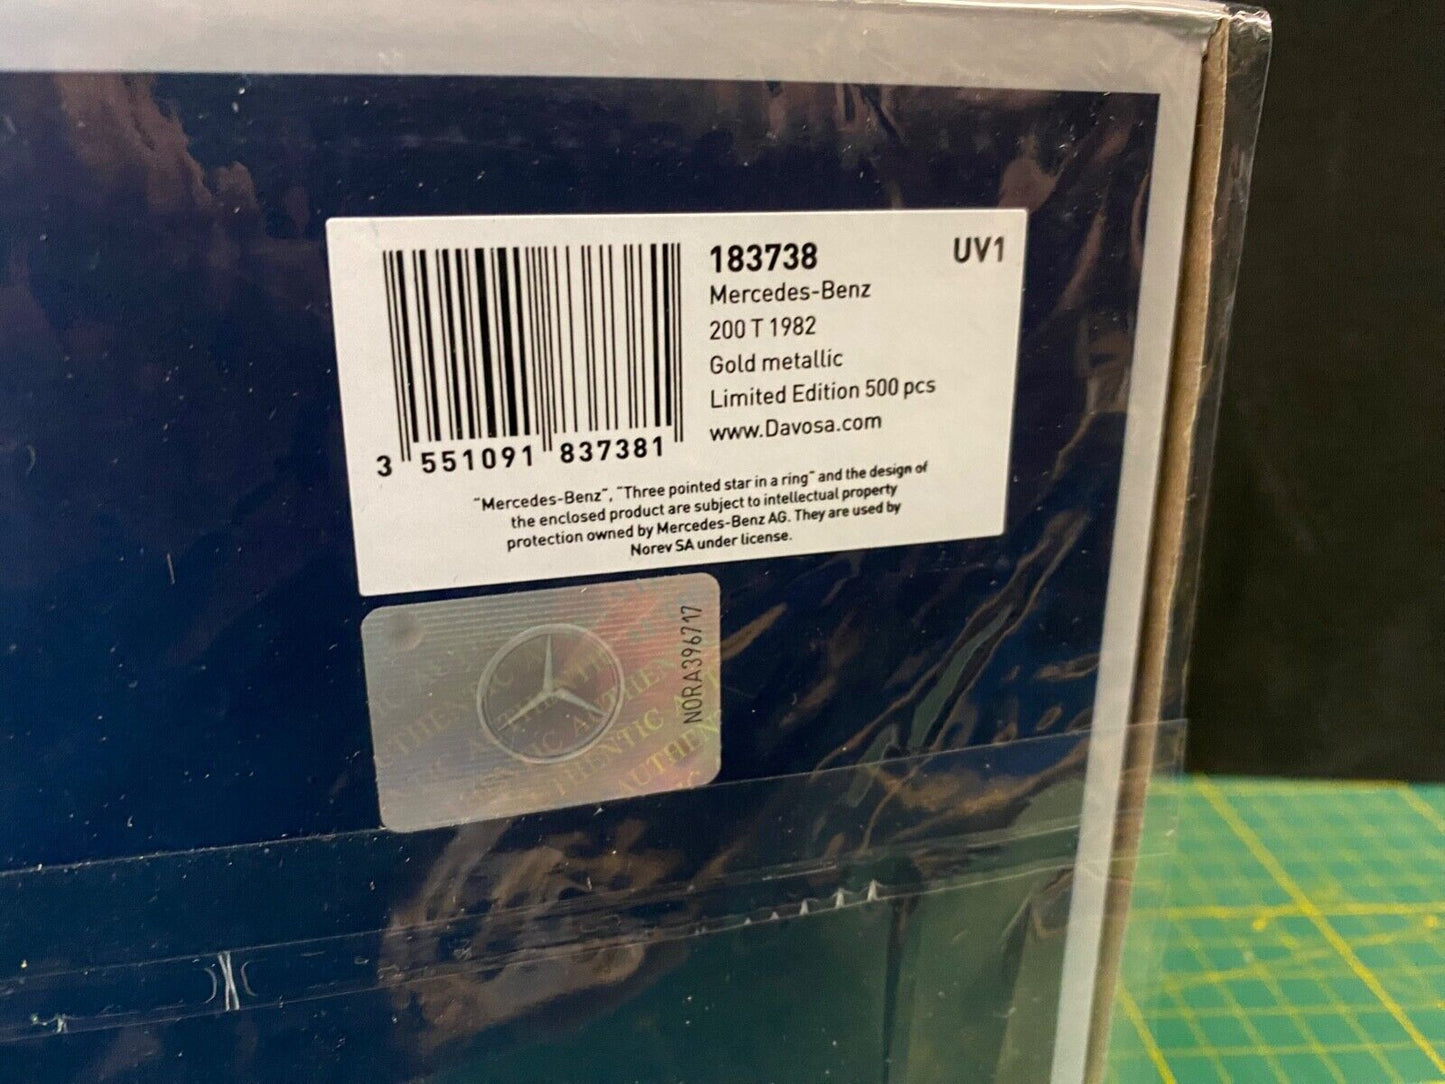 183738
UV1
Mercedes-Benz
200 T 1982
Gold metallic
Limited Edition 500 pcs
www.Davosa.com
3 551091 837381
"Mercedes-Benz", "Three pointed star in a ring" and the design of
the enclosed product are subject to intellectual property
protection owned by Mercedes-Benz AG. They are used by
Norev SA under license.
NORA396717
AUTHENTIC